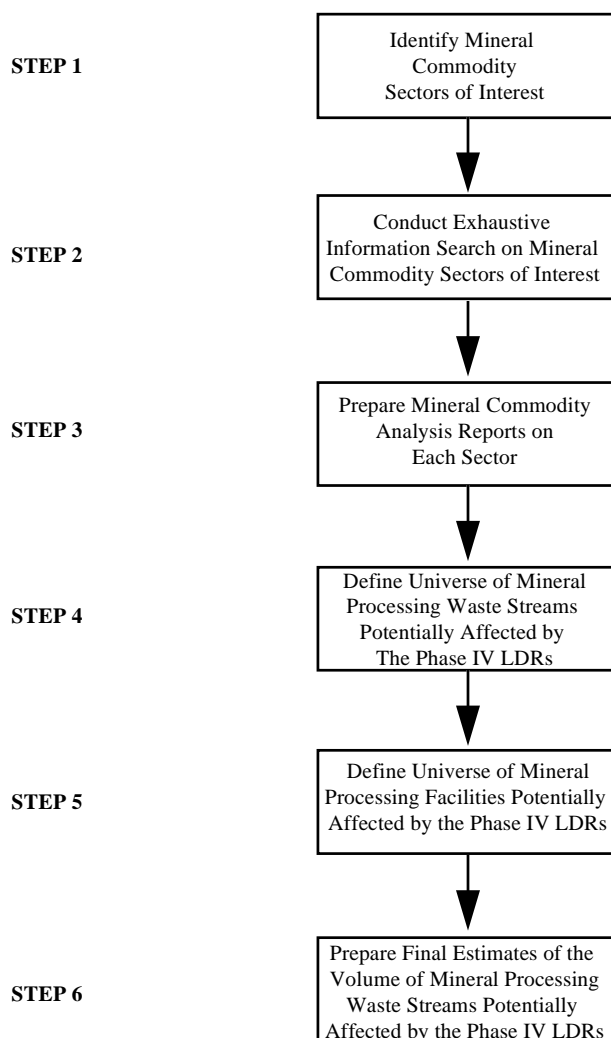 STEP 1
Identify Mineral
Commodity
Sectors of Interest
STEP 2
Conduct Exhaustive
Information Search on Mineral
Commodity Sectors of Interest
STEP 3
Prepare Mineral Commodity
Analysis Reports on
Each Sector
STEP 4
Define Universe of Mineral
Processing Waste Streams
Potentially Affected by
The Phase IV LDRs
STEP 5
Define Universe of Mineral
Processing Facilities Potentially
Affected by the Phase IV LDRs
STEP 6
Prepare Final Estimates of the
Volume of Mineral Processing
Waste Streams Potentially
Affected by the Phase IV LDRs